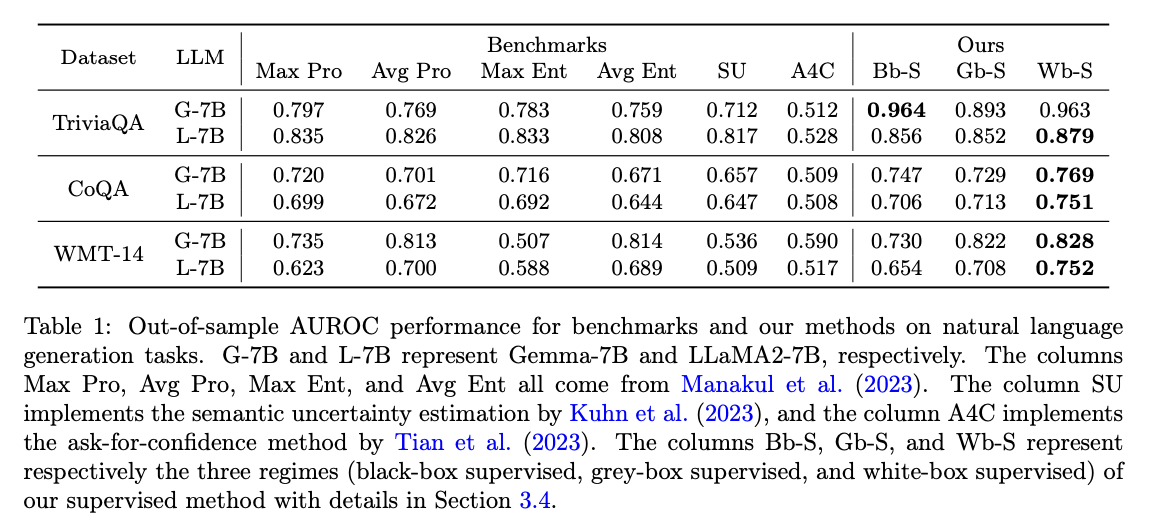 Dataset LLM Benchmarks Ours
Max Pro Avg Pro Max Ent Avg Ent SU A4C Bb-S Gb-S Wb-S
TriviaQA G-7B 0.797 0.769 0.783 0.759 0.712 0.512 0.964 0.893 0.963
L-7B 0.835 0.826 0.833 0.808 0.817 0.528 0.856 0.852 0.879
CoQA G-7B 0.720 0.701 0.716 0.671 0.657 0.509 0.747 0.729 0.769
L-7B 0.699 0.672 0.692 0.644 0.647 0.508 0.706 0.713 0.751
WMT-14 G-7B 0.735 0.813 0.507 0.814 0.536 0.590 0.730 0.822 0.828
L-7B 0.623 0.700 0.588 0.689 0.509 0.517 0.654 0.708 0.752
Table 1: Out-of-sample AUROC performance for benchmarks and our methods on natural language
generation tasks. G-7B and L-7B represent Gemma-7B and LLaMA2-7B, respectively. The columns
Max Pro, Avg Pro, Max Ent, and Avg Ent all come from Manakul et al. (2023). The column SU
implements the semantic uncertainty estimation by Kuhn et al. (2023), and the column A4C implements
the ask-for-confidence method by Tian et al. (2023). The columns Bb-S, Gb-S, and Wb-S represent
respectively the three regimes (black-box supervised, grey-box supervised, and white-box supervised) of
our supervised method with details in Section 3.4.